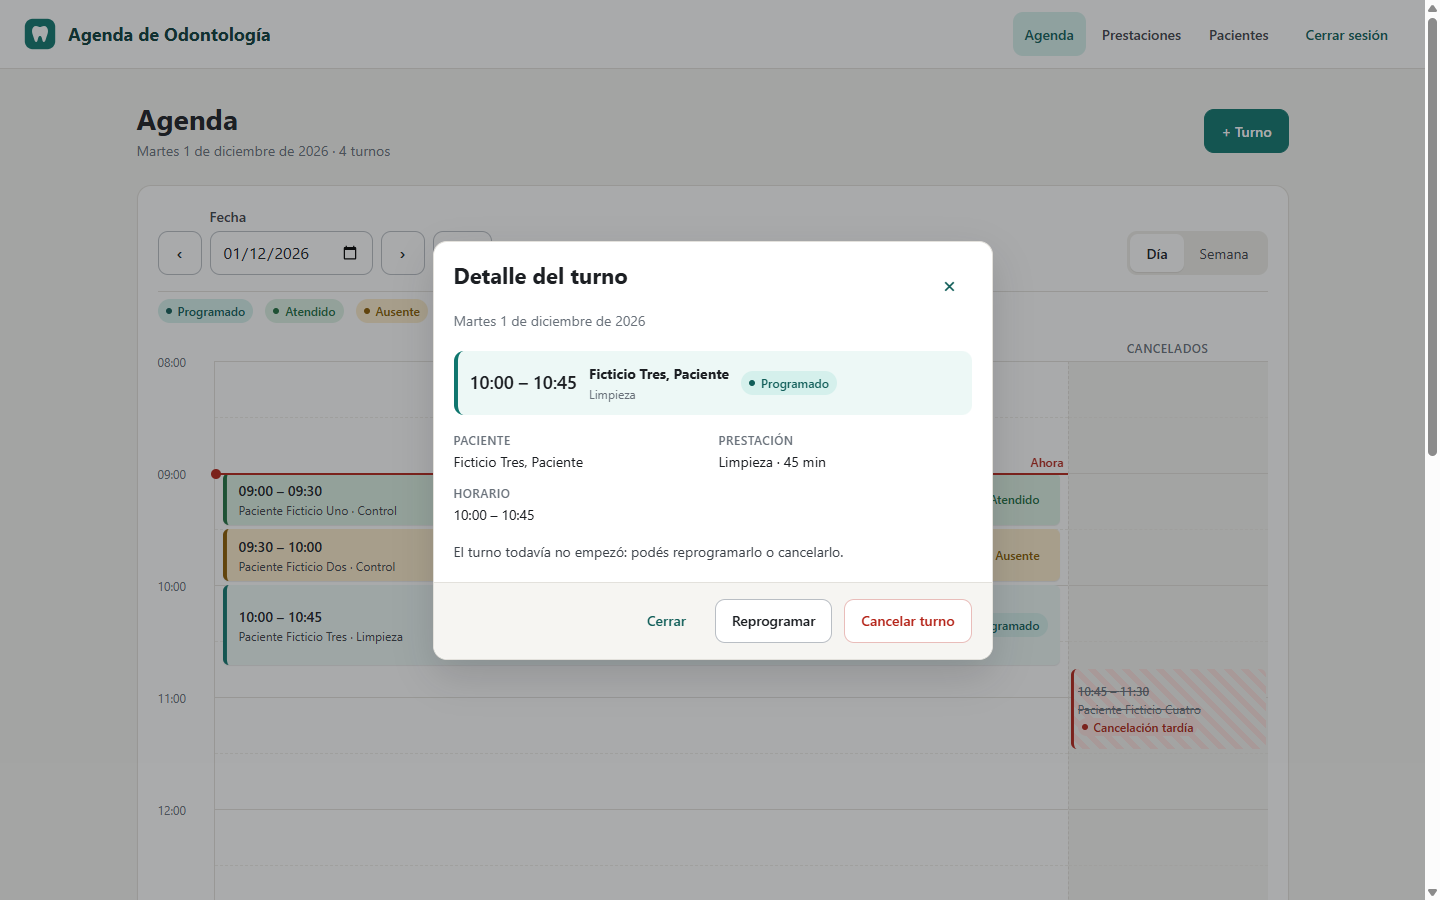 Agenda de Odontología
Agenda
Prestaciones
Pacientes
Cerrar sesión
Agenda
Martes 1 de diciembre de 2026 · 4 turnos
+ Turno
Fecha
‹
01/12/2026
›
Día
Semana
Programado
Atendido
Ausente
CANCELADOS
08:00
09:00
Ahora
09:00 – 09:30
Paciente Ficticio Uno · Control
Atendido
09:30 – 10:00
Paciente Ficticio Dos · Control
Ausente
10:00
10:00 – 10:45
Paciente Ficticio Tres · Limpieza
gramado
11:00
10:45 – 11:30
Paciente Ficticio Cuatro
Cancelación tardía
12:00
Detalle del turno
✕
Martes 1 de diciembre de 2026
10:00 – 10:45
Ficticio Tres, Paciente
Limpieza
Programado
PACIENTE
Ficticio Tres, Paciente
PRESTACIÓN
Limpieza · 45 min
HORARIO
10:00 – 10:45
El turno todavía no empezó: podés reprogramarlo o cancelarlo.
Cerrar
Reprogramar
Cancelar turno